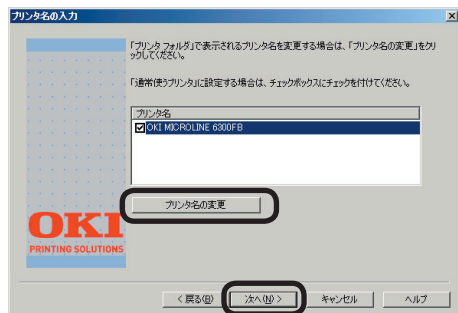 プリンタ名の入力
「プリンタ フォルダ」で表示されるプリンタ名を変更する場合は、「プリンタ名の変更」をクリ
ックしてください。
「通常使うプリンタ」に設定する場合は、チェックボックスにチェックを付けてください。
プリンタ名
OKI MICROLINE 6300FB
プリンタ名の変更
OKI
PRINTING SOLUTIONS
< 戻る(B)
次へ(N) >
キャンセル
ヘルプ